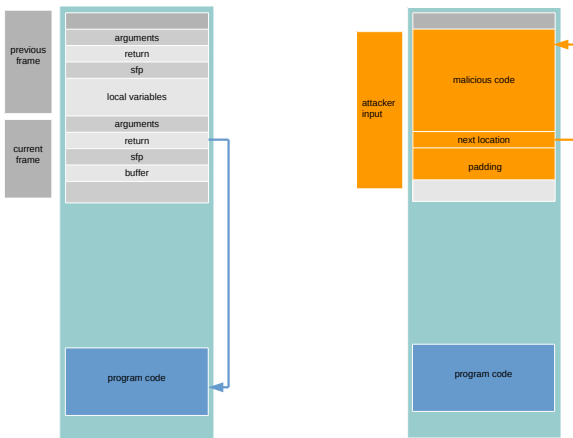 previous
frame
arguments
return
sfp
local variables
current
frame
arguments
return
sfp
buffer
program code
attacker
input
malicious code
next location
padding
program code